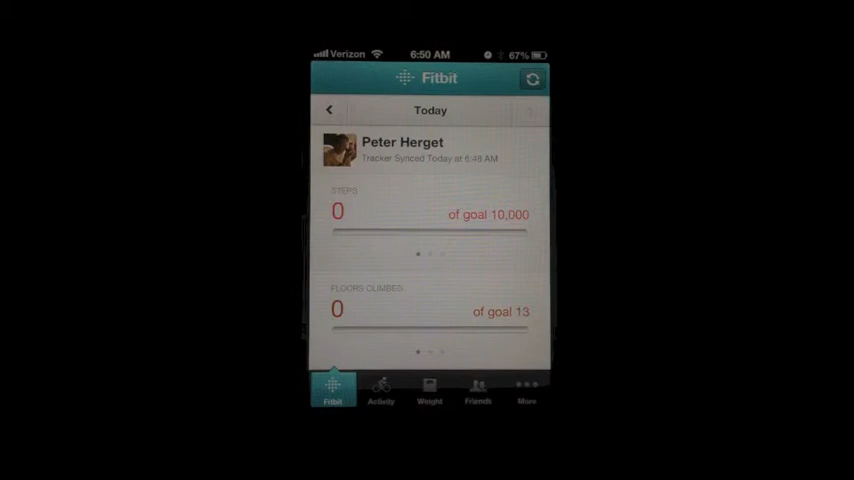 Verizon 6:50 AM 67%
Fitbit
Today
Peter Herget
Tracker Synced Today at 6:48 AM
STEPS
0 of goal 10,000
FLOORS CLIMBED
0 of goal 13
Fitbit Activity Weight Friends More